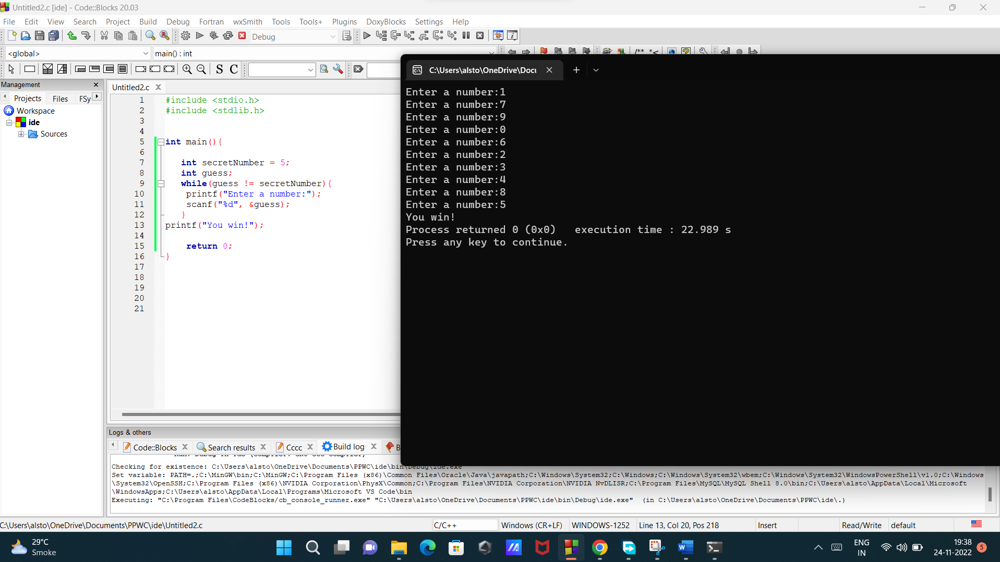 Untitled2.c [ide] - Code::Blocks 20.03
File Edit View Search Project Build Debug Fortran wxSmith Tools Tools+ Plugins DoxyBlocks Settings Help
Debug
<global>
main() : int
/** *<
S C
Management
Projects Files FSy
Workspace
ide
Sources
Untitled2.c
1 #include <stdio.h>
2 #include <stdlib.h>
3
4
5 int main(){
6
7 int secretNumber = 5;
8 int guess;
9 while(guess != secretNumber){
10 printf("Enter a number:");
11 scanf("%d", &guess);
12 }
13 printf("You win!");
14
15 return 0;
16 }
17
18
19
20
21
C:\Users\alsto\OneDrive\Docu
Enter a number:1
Enter a number:7
Enter a number:9
Enter a number:0
Enter a number:6
Enter a number:2
Enter a number:3
Enter a number:4
Enter a number:8
Enter a number:5
You win!
Process returned 0 (0x0)   execution time : 22.989 s
Press any key to continue.
Logs & others
Code::Blocks Search results Cccc Build log B
Checking for existence: C:\Users\alsto\OneDrive\Documents\PPWC\ide\bin\Debug\ide.exe
Set variable: PATH=.;C:\MinGW\bin;C:\MinGW;C:\Program Files (x86)\Common Files\Oracle\Java\javapath;C:\Windows\System32;C:\Windows;C:\Windows\System32\wbem;C:\Windows\System32\WindowsPowerShell\v1.0;C:\Windows
\System32\OpenSSH;C:\Program Files (x86)\NVIDIA Corporation\PhysX\Common;C:\Program Files\NVIDIA Corporation\NVIDIA NvDLISR;C:\Program Files\MySQL\MySQL Shell 8.0\bin;C:\Users\alsto\AppData\Local\Microsoft
\WindowsApps;C:\Users\alsto\AppData\Local\Programs\Microsoft VS Code\bin
Executing: "C:\Program Files\CodeBlocks/cb_console_runner.exe" "C:\Users\alsto\OneDrive\Documents\PPWC\ide\bin\Debug\ide.exe"  (in C:\Users\alsto\OneDrive\Documents\PPWC\ide\.)
C:\Users\alsto\OneDrive\Documents\PPWC\ide\Untitled2.c C/C++ Windows (CR+LF) WINDOWS-1252 Line 13, Col 20, Pos 218 Insert Read/Write default
29°C
Smoke
ENG
IN
19:38
24-11-2022
5